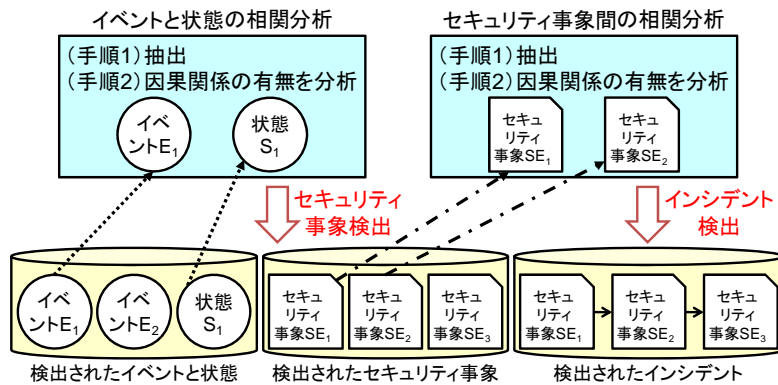 イベントと状態の相関分析
(手順1)抽出
(手順2)因果関係の有無を分析
イベ
ントE1
状態
S1
セキュリティ事象間の相関分析
(手順1)抽出
(手順2)因果関係の有無を分析
セキュ
リティ
事象SE1
セキュ
リティ
事象SE2
セキュリティ
事象検出
インシデント
検出
イベ
ントE1
イベ
ントE2
状態
S1
検出されたイベントと状態
セキュ
リティ
事象SE1
セキュ
リティ
事象SE2
セキュ
リティ
事象SE3
検出されたセキュリティ事象
セキュ
リティ
事象SE1
セキュ
リティ
事象SE2
セキュ
リティ
事象SE3
検出されたインシデント